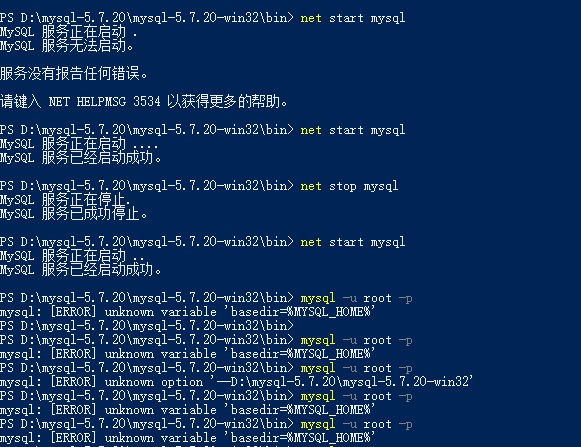 PS D:\mysql-5.7.20\mysql-5.7.20-win32\bin> net start mysql
MySQL 服务正在启动 .
MySQL 服务无法启动。
服务没有报告任何错误。
请键入 NET HELPMSG 3534 以获得更多的帮助。
PS D:\mysql-5.7.20\mysql-5.7.20-win32\bin> net start mysql
MySQL 服务正在启动 ....
MySQL 服务已经启动成功。
PS D:\mysql-5.7.20\mysql-5.7.20-win32\bin> net stop mysql
MySQL 服务正在停止.
MySQL 服务已成功停止。
PS D:\mysql-5.7.20\mysql-5.7.20-win32\bin> net start mysql
MySQL 服务正在启动 ..
MySQL 服务已经启动成功。
PS D:\mysql-5.7.20\mysql-5.7.20-win32\bin> mysql -u root -p
mysql: [ERROR] unknown variable 'basedir=%MYSQL_HOME%'
PS D:\mysql-5.7.20\mysql-5.7.20-win32\bin>
PS D:\mysql-5.7.20\mysql-5.7.20-win32\bin> mysql -u root -p
PS D:\mysql-5.7.20\mysql-5.7.20-win32\bin> mysql -u root -p
mysql: [ERROR] unknown option '--D:\mysql-5.7.20\mysql-5.7.20-win32'
PS D:\mysql-5.7.20\mysql-5.7.20-win32\bin> mysql -u root -p
mysql: [ERROR] unknown variable 'basedir=%MYSQL_HOME%'
PS D:\mysql-5.7.20\mysql-5.7.20-win32\bin> mysql -u root -p
mysql: [ERROR] unknown variable 'basedir=%MYSQL_HOME%'